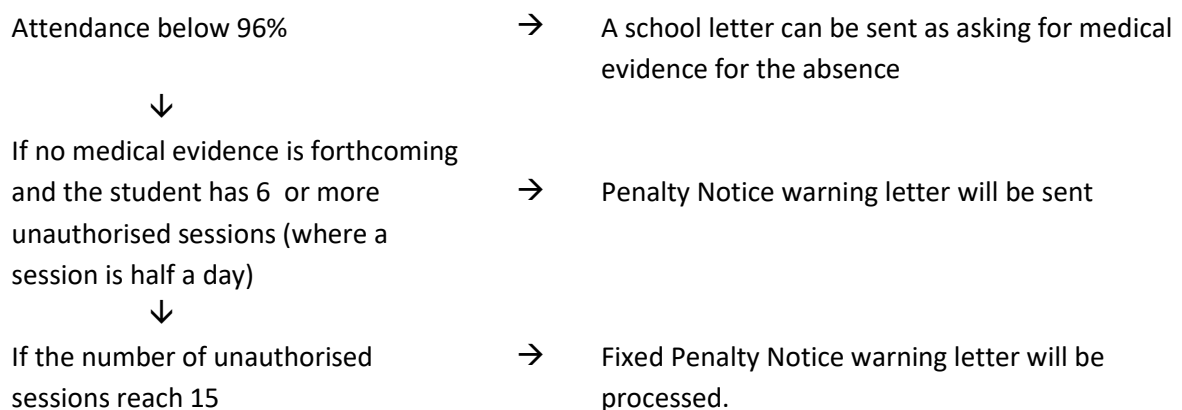 Attendance below 96% → A school letter can be sent as asking for medical
evidence for the absence
↓
If no medical evidence is forthcoming
and the student has 6 or more → Penalty Notice warning letter will be sent
unauthorised sessions (where a
session is half a day)
↓
If the number of unauthorised → Fixed Penalty Notice warning letter will be
sessions reach 15 processed.